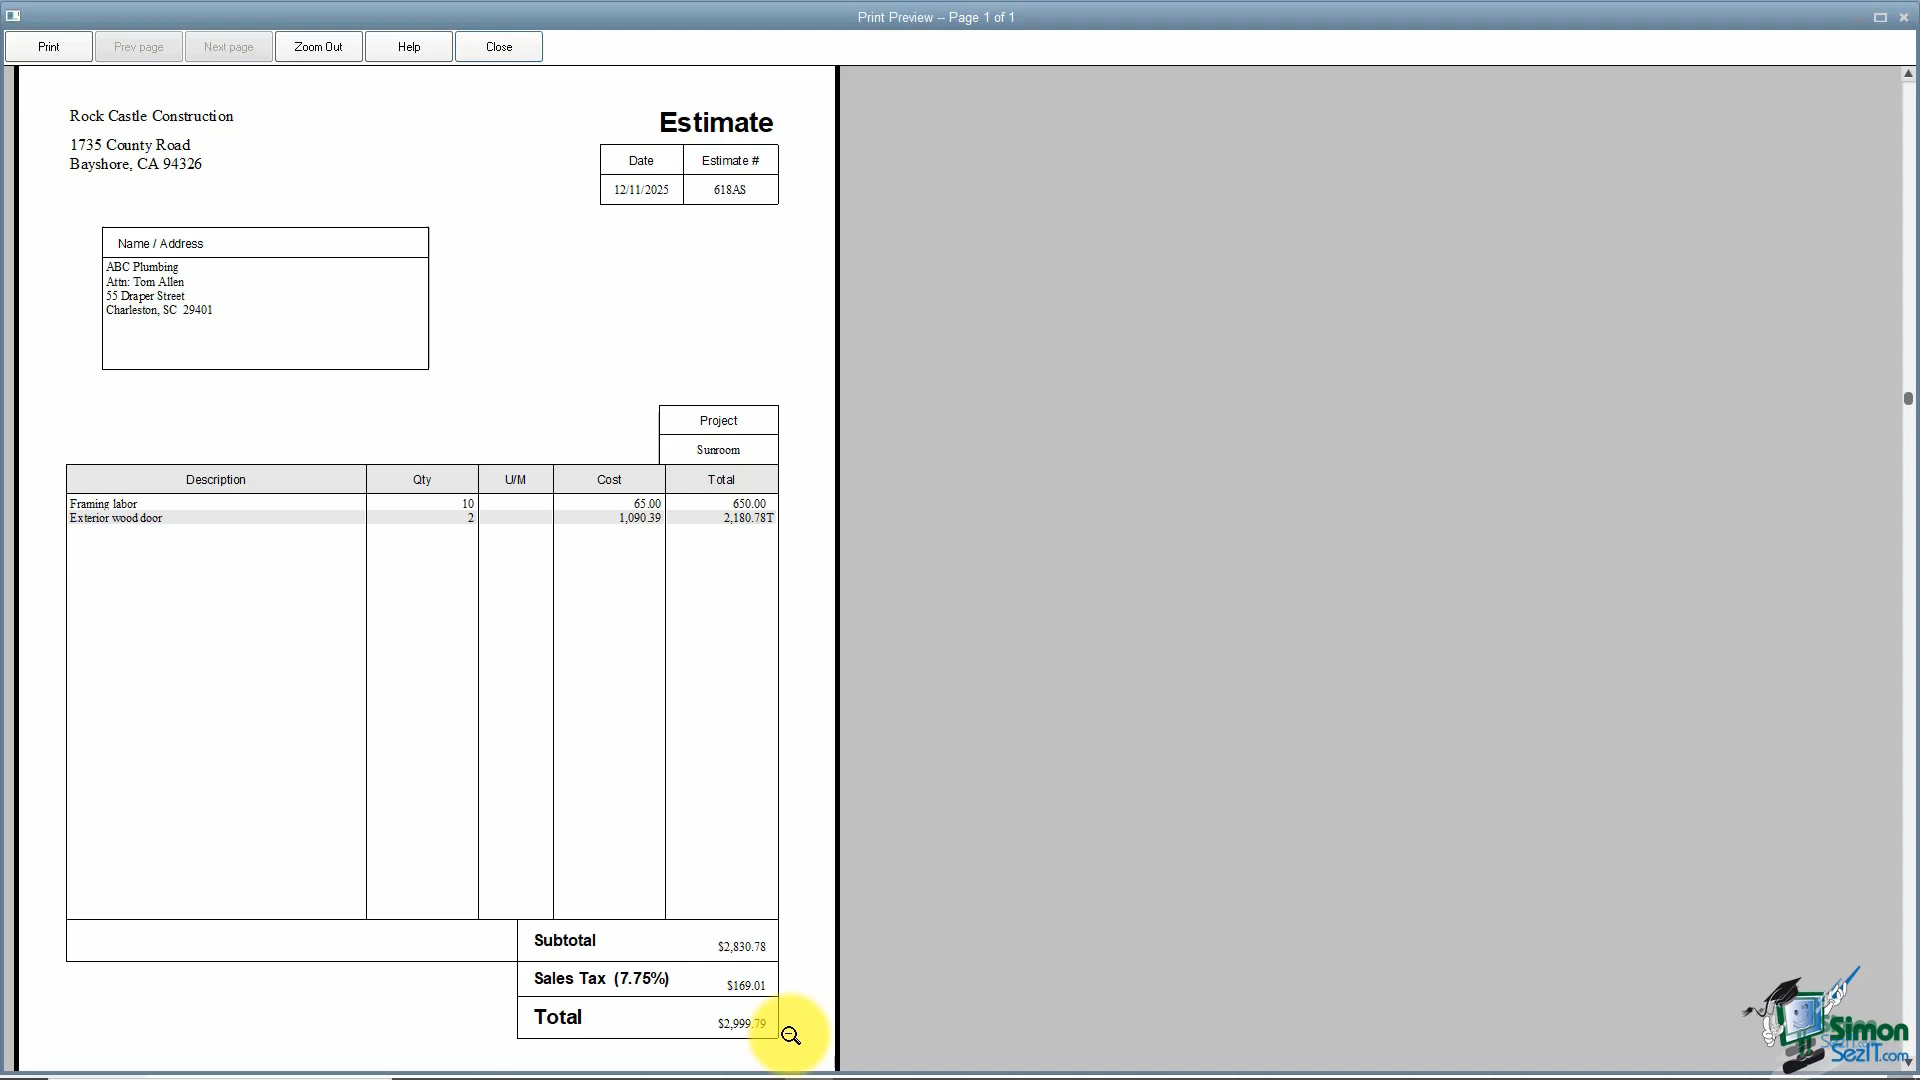 Print Preview -- Page 1 of 1
Print Prev page Next page Zoom Out Help Close
Rock Castle Construction
1735 County Road
Bayshore, CA 94326
Estimate
Date Estimate #
12/11/2025 618AS
Name / Address
ABC Plumbing
Attn: Tom Allen
55 Draper Street
Charleston, SC 29401
Project
Sunroom
Description Qty U/M Cost Total
Framing labor 10 65.00 650.00
Exterior wood door 2 1,090.39 2,180.78T
Subtotal $2,830.78
Sales Tax (7.75%) $169.01
Total $2,999.79
Simon
SezIT.com